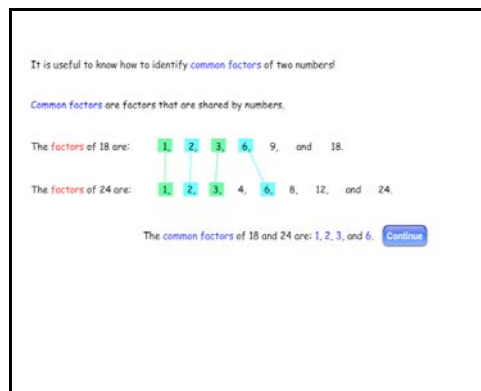 It is useful to know how to identify common factors of two numbers!
Common factors are factors that are shared by numbers.
The factors of 18 are: 1, 2, 3, 6, 9, and 18.
The factors of 24 are: 1, 2, 3, 4, 6, 8, 12, and 24.
The common factors of 18 and 24 are: 1, 2, 3, and 6. Continue